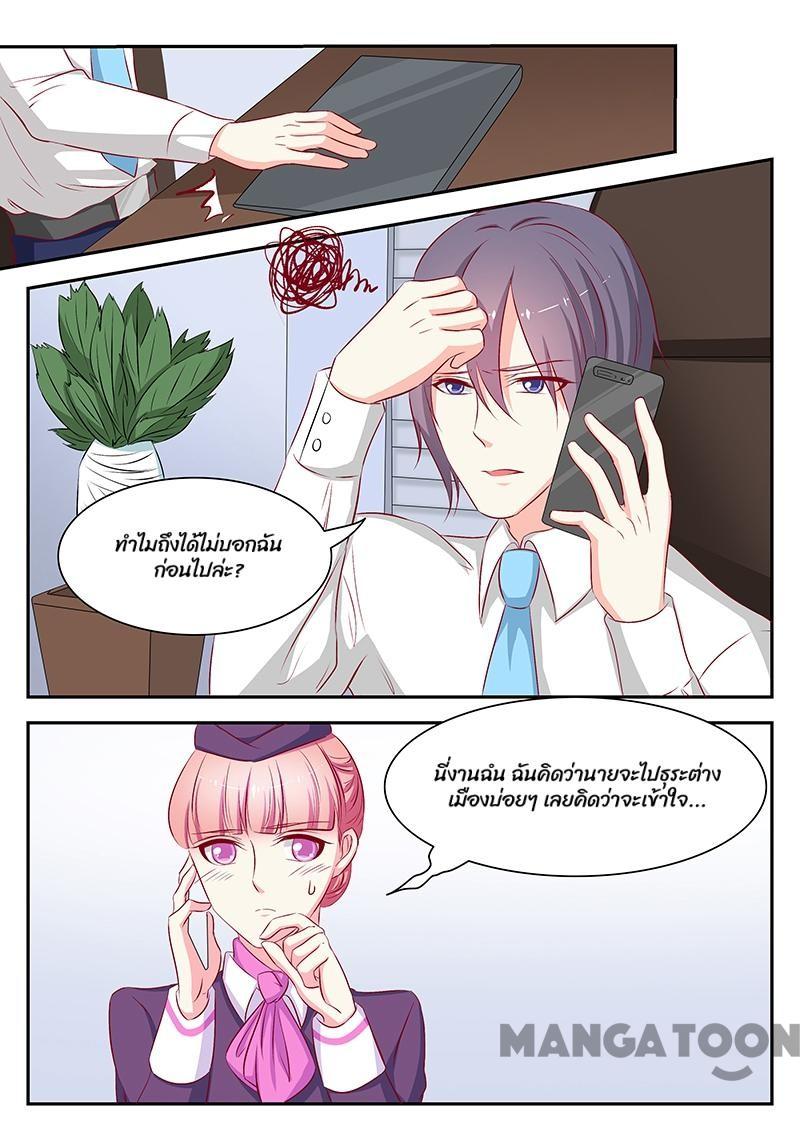 ทำไมถึงได้ไม่บอกฉัน
ก่อนไปล่ะ?
นี่งานฉัน ฉันคิดว่านายจะไปธุระต่าง
เมืองบ่อยๆ เลยคิดว่าจะเข้าใจ...
MANGATOON